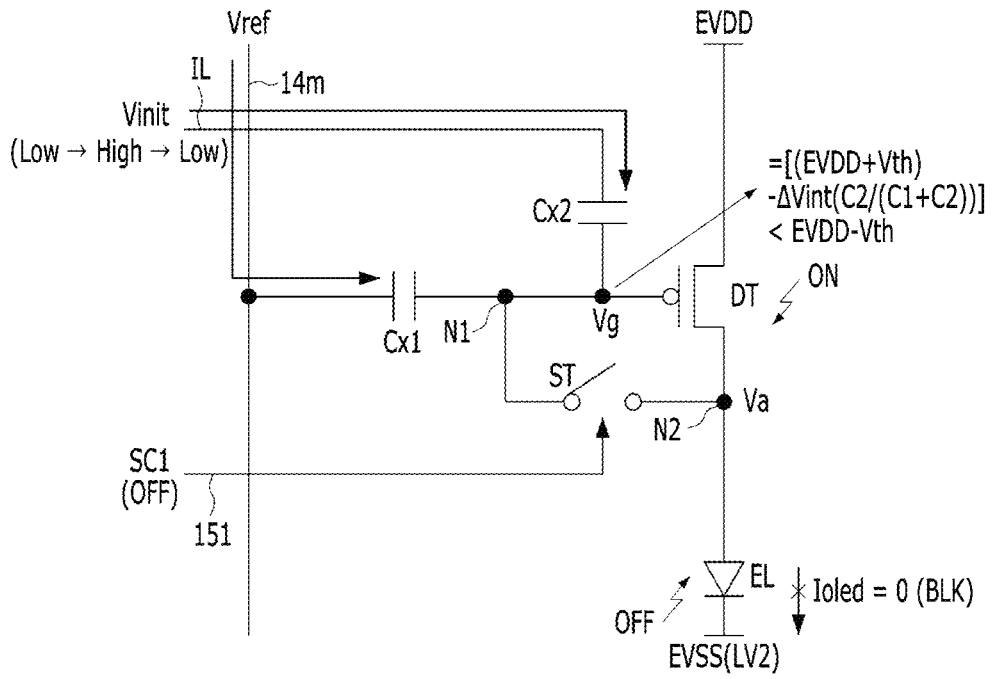 Vref
EVDD
IL
14m
Vinit
(Low → High → Low)
=[(EVDD+Vth)
-ΔVint(C2/(C1+C2))]
< EVDD-Vth
Cx2
DT
ON
Cx1
N1
Vg
ST
Va
N2
SC1
(OFF)
151
EL
Ioled = 0 (BLK)
OFF
EVSS(LV2)